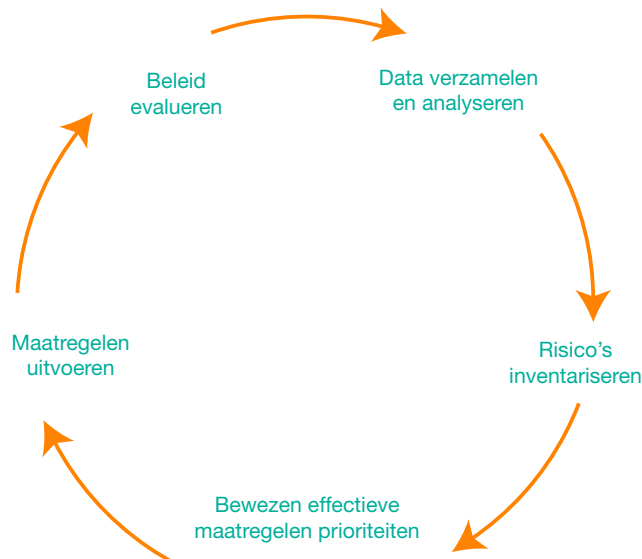 Beleid
evalueren
Data verzamelen
en analyseren
Risico's
inventariseren
Bewezen effectieve
maatregelen prioriteiten
Maatregelen
uitvoeren